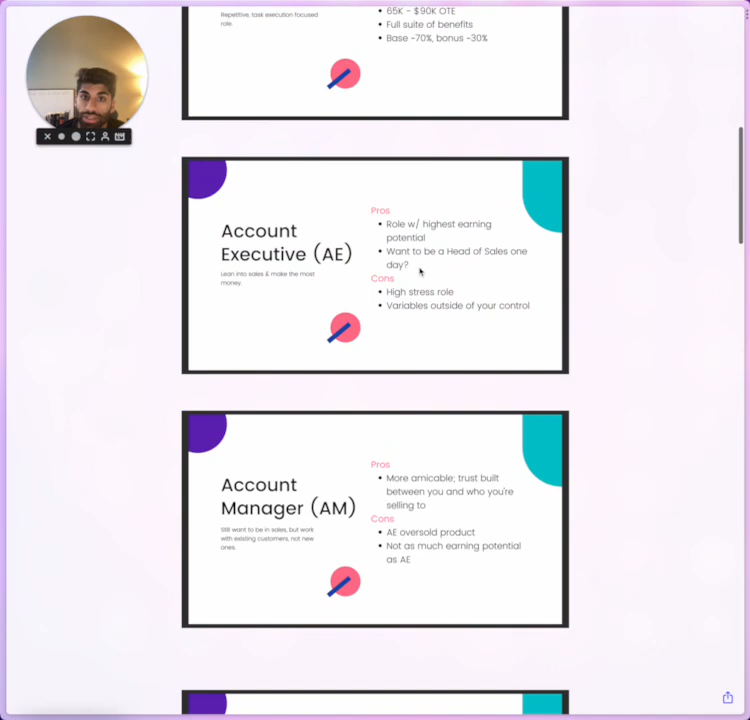 Repetitive, task execution focused
role.
• 65K - $90K OTE
• Full suite of benefits
• Base ~70%, bonus ~30%
Account
Executive (AE)
Lean into sales & make the most
money.
Pros
• Role w/ highest earning
potential
• Want to be a Head of Sales one
day?
Cons
• High stress role
• Variables outside of your control
Account
Manager (AM)
Still want to be in sales, but work
with existing customers, not new
ones.
Pros
• More amicable; trust built
between you and who you're
selling to
Cons
• AE oversold product
• Not as much earning potential
as AE